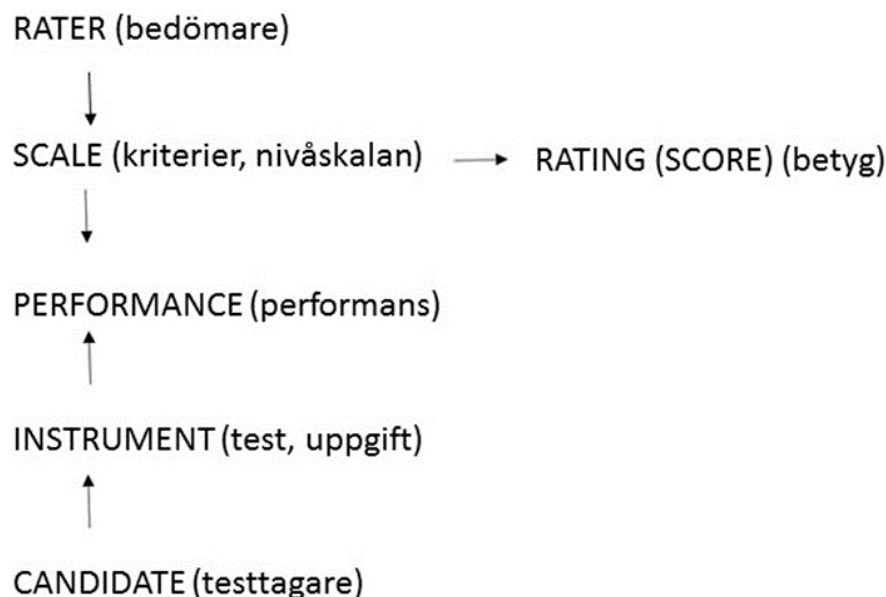 RATER (bedömare)
SCALE (kriterier, nivåskalan)
RATING (SCORE) (betyg)
PERFORMANCE (performans)
INSTRUMENT (test, uppgift)
CANDIDATE (testtagare)